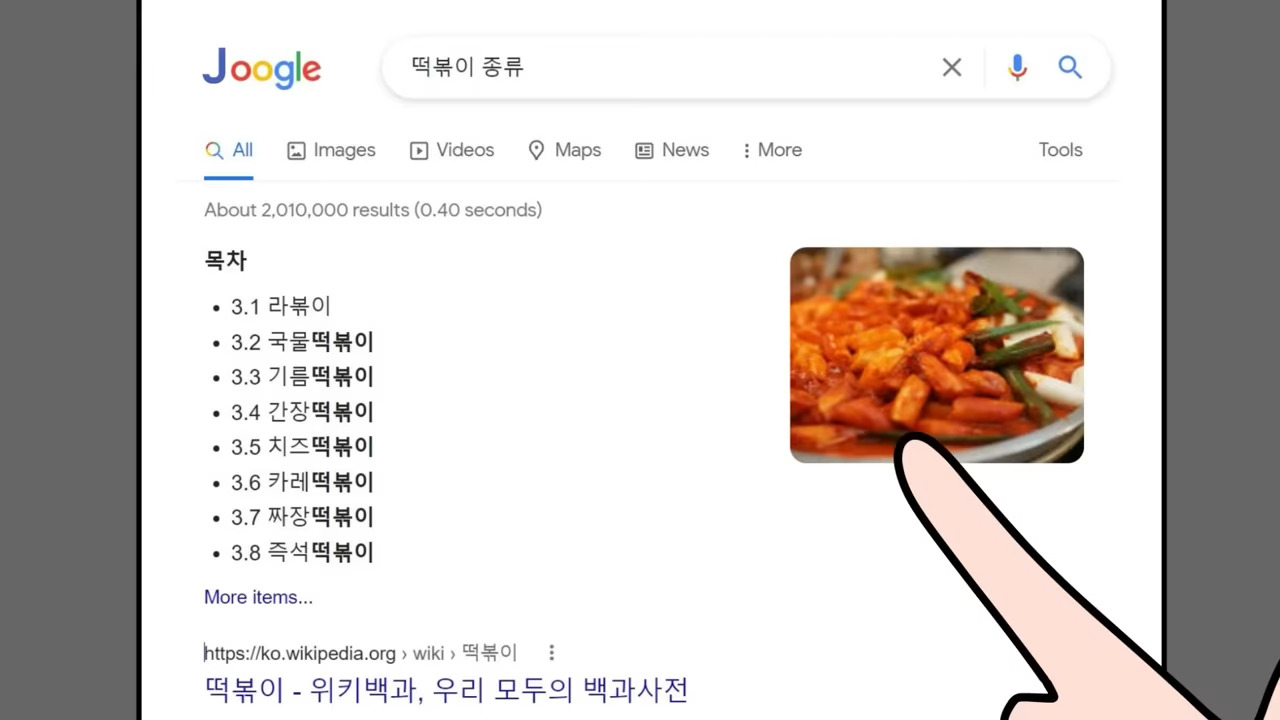 Joogle
떡볶이 종류
All Images Videos Maps News More Tools
About 2,010,000 results (0.40 seconds)
목차
• 3.1 라볶이
• 3.2 국물떡볶이
• 3.3 기름떡볶이
• 3.4 간장떡볶이
• 3.5 치즈떡볶이
• 3.6 카레떡볶이
• 3.7 짜장떡볶이
• 3.8 즉석떡볶이
More items...
https://ko.wikipedia.org › wiki › 떡볶이
떡볶이 - 위키백과, 우리 모두의 백과사전